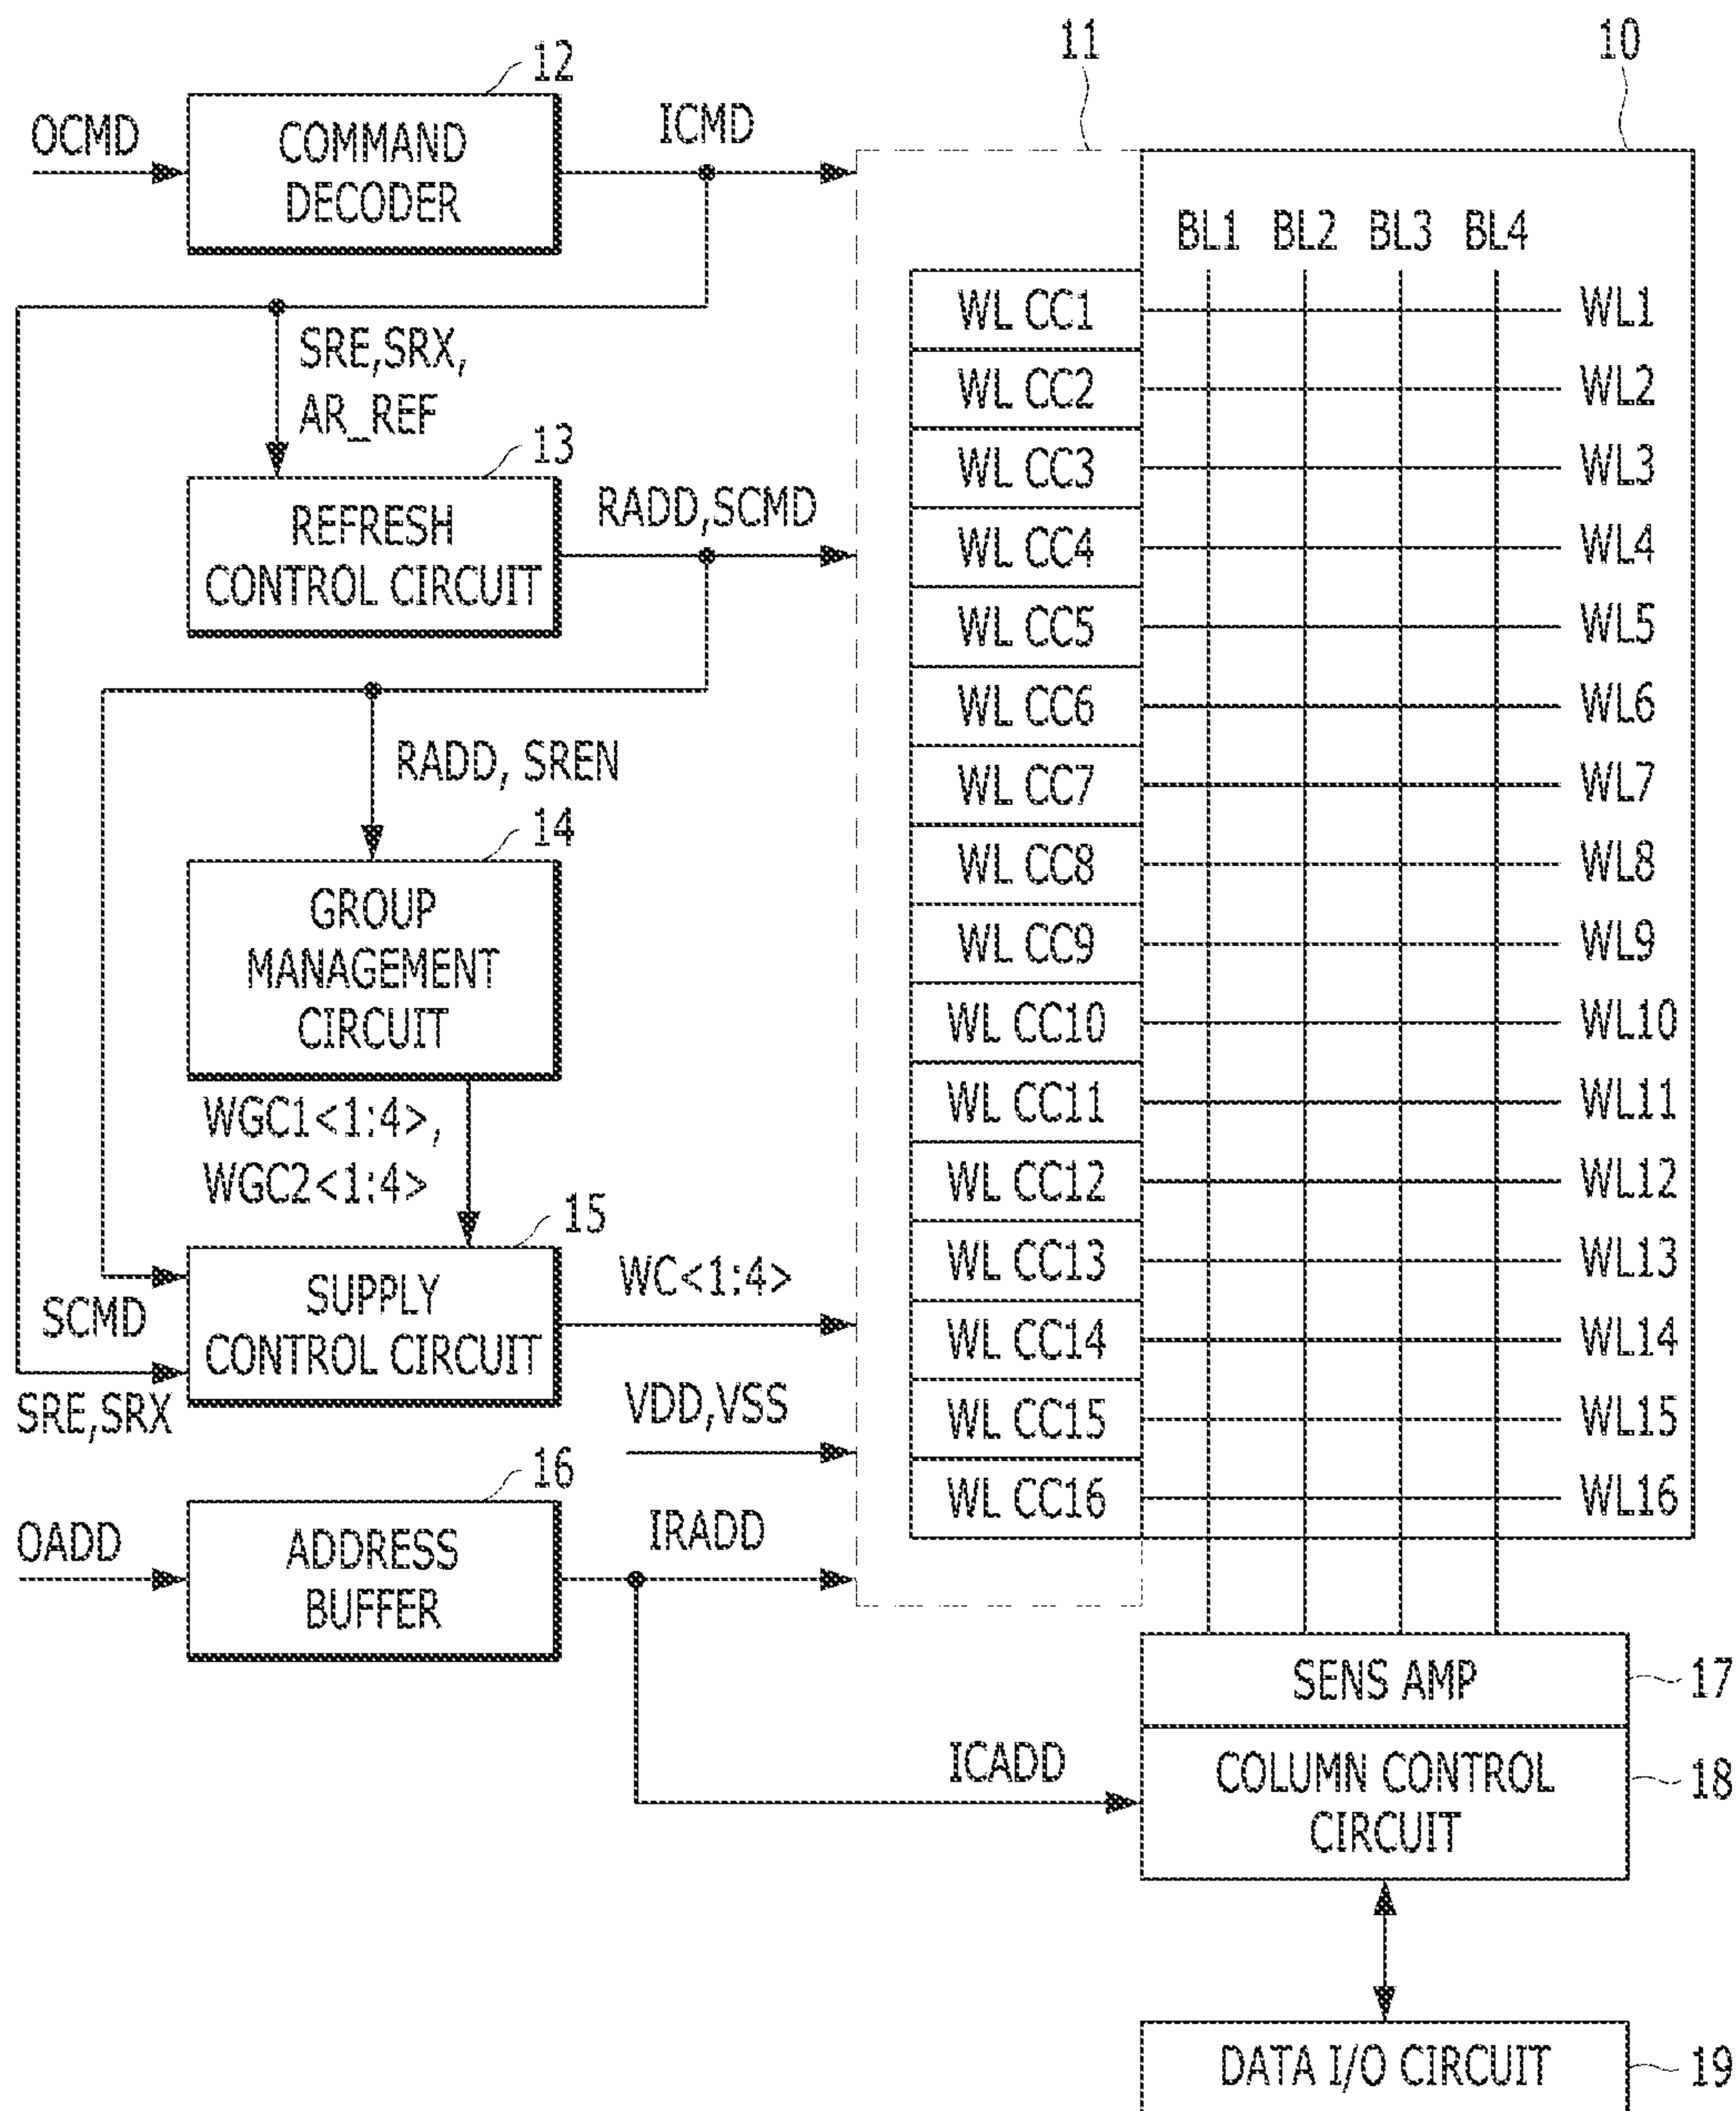 12
11
10
OCMD
COMMAND
DECODER
ICMD
BL1 BL2 BL3 BL4
SRE,SRX,
AR_REF
13
REFRESH
CONTROL CIRCUIT
RADD,SCMD
RADD, SREN
14
GROUP
MANAGEMENT
CIRCUIT
WGC1<1:4>,
WGC2<1:4>
15
SUPPLY
CONTROL CIRCUIT
WC<1:4>
SCMD
SRE,SRX
VDD,VSS
16
OADD
ADDRESS
BUFFER
IRADD
ICADD
WL CC1 WL1
WL CC2 WL2
WL CC3 WL3
WL CC4 WL4
WL CC5 WL5
WL CC6 WL6
WL CC7 WL7
WL CC8 WL8
WL CC9 WL9
WL CC10 WL10
WL CC11 WL11
WL CC12 WL12
WL CC13 WL13
WL CC14 WL14
WL CC15 WL15
WL CC16 WL16
SENS AMP
17
COLUMN CONTROL
CIRCUIT
18
DATA I/O CIRCUIT
19